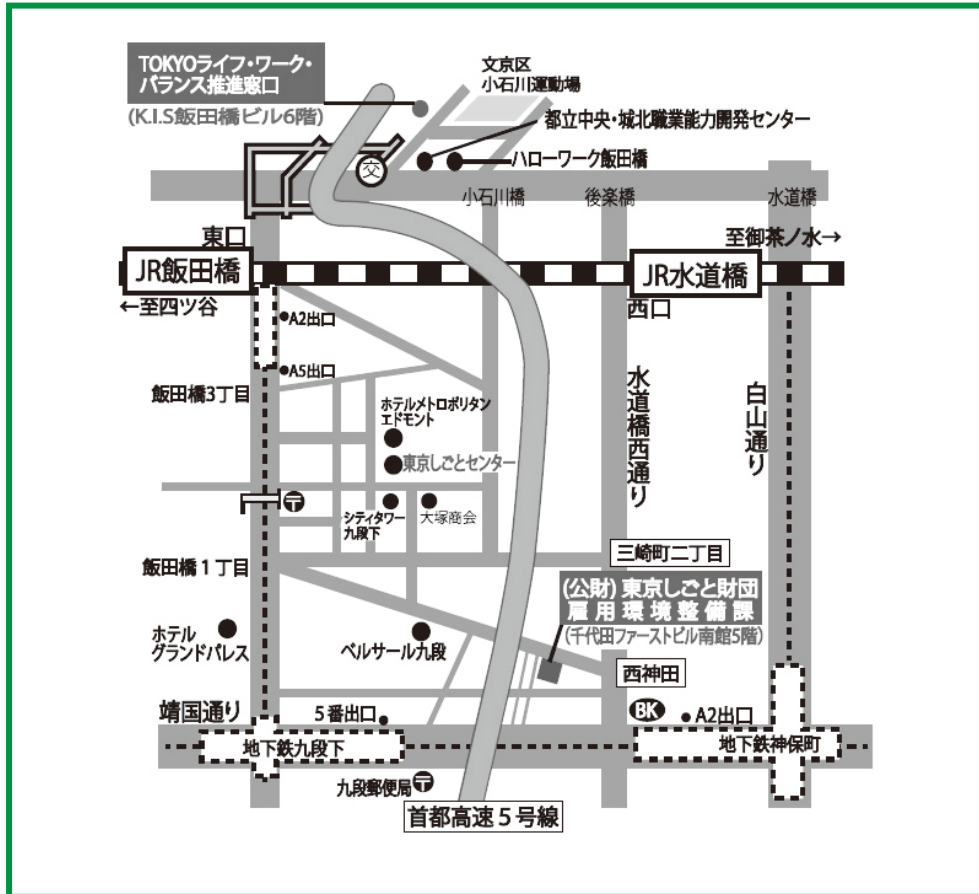 TOKYOライフ・ワーク・
バランス推進窓口
(K.I.S飯田橋ビル6階)
文京区
小石川運動場
都立中央・城北職業能力開発センター
ハローワーク飯田橋
交
小石川橋
後楽橋
水道橋
東口
至御茶ノ水→
JR飯田橋
JR水道橋
←至四ツ谷
西口
A2出口
A5出口
飯田橋3丁目
水道橋西通り
白山通り
ホテルメトロポリタン
エドモント
東京しごとセンター
〒
シティタワー
九段下
大塚商会
三崎町二丁目
飯田橋1丁目
(公財)東京しごと財団
雇用環境整備課
(千代田ファーストビル南館5階)
ホテル
グランドパレス
ベルサール九段
西神田
靖国通り
5番出口
BK
A2出口
地下鉄九段下
地下鉄神保町
九段郵便局〒
首都高速5号線